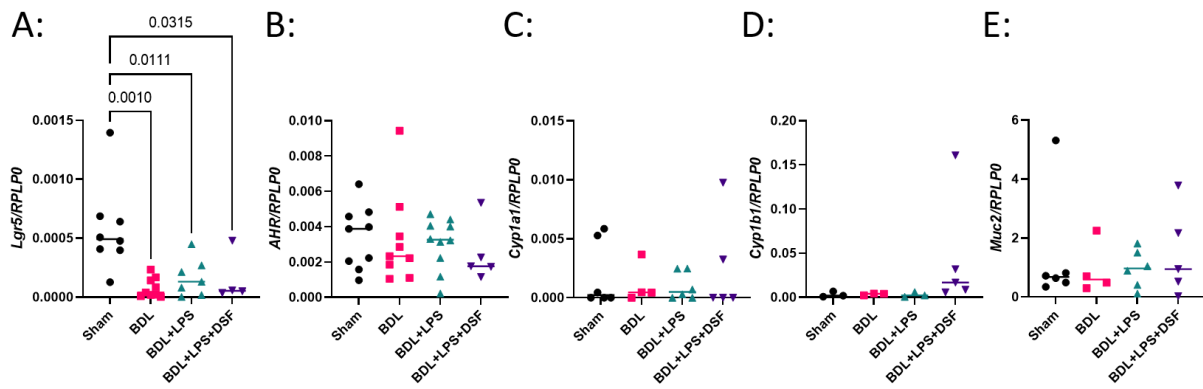 A:
B:
C:
D:
E:
0.0315
0.0111
0.0010
Lgr5/RPLP0
0.0015
0.0010
0.0005
0.0000
Sham
BDL
BDL+LPS
BDL+LPS+DSF
AHR/RPLP0
0.010
0.008
0.006
0.004
0.002
0.000
Sham
BDL
BDL+LPS
BDL+LPS+DSF
Cyp1a1/RPLP0
0.015
0.010
0.005
0.000
Sham
BDL
BDL+LPS
BDL+LPS+DSF
Cyp1b1/RPLP0
0.20
0.15
0.10
0.05
0.00
Sham
BDL
BDL+LPS
BDL+LPS+DSF
Muc2/RPLP0
6
4
2
0
Sham
BDL
BDL+LPS
BDL+LPS+DSF